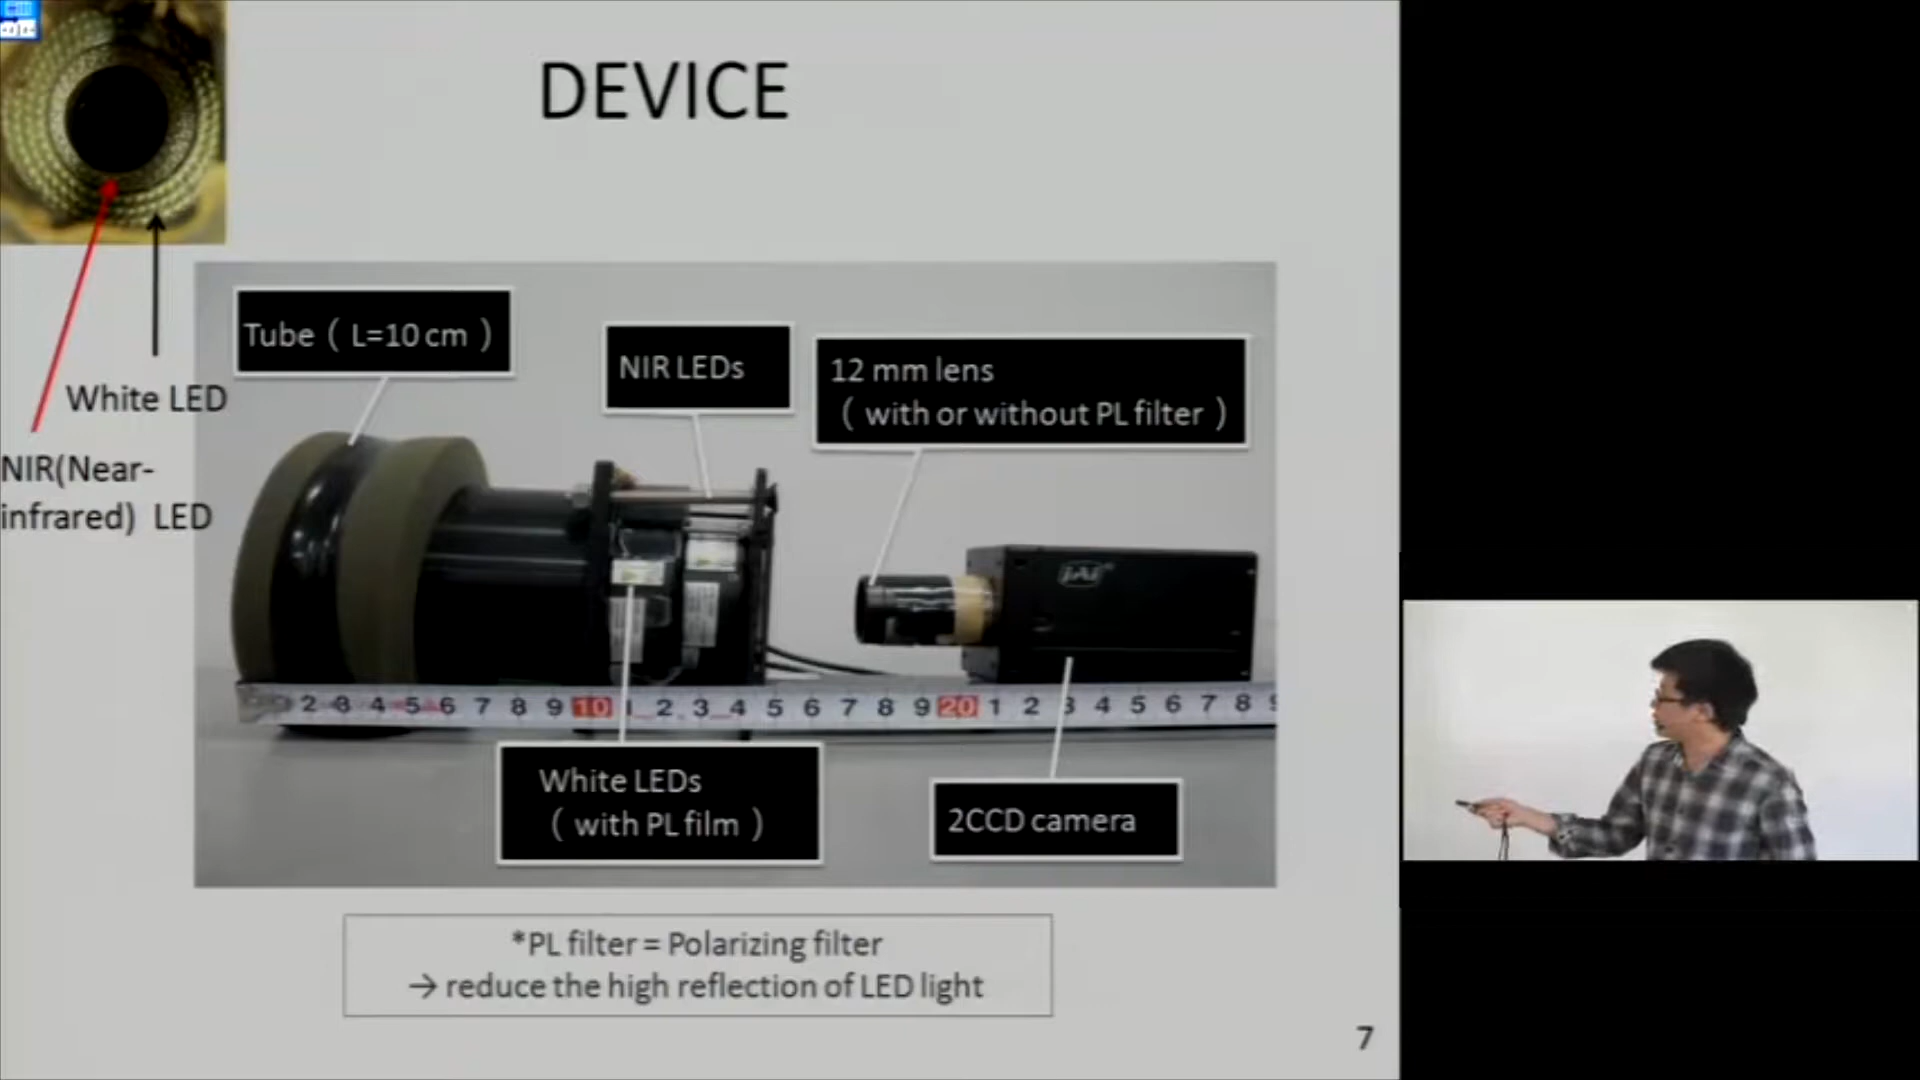 DEVICE
White LED
NIR(Near-
infrared) LED
Tube ( L=10 cm )
NIR LEDs
12 mm lens
( with or without PL filter )
JAI
2 3 4 5 6 7 8 9 10 1 2 3 4 5 6 7 8 9 20 1 2 3 4 5 6 7 8 9
White LEDs
( with PL film )
2CCD camera
*PL filter = Polarizing filter
→ reduce the high reflection of LED light
7